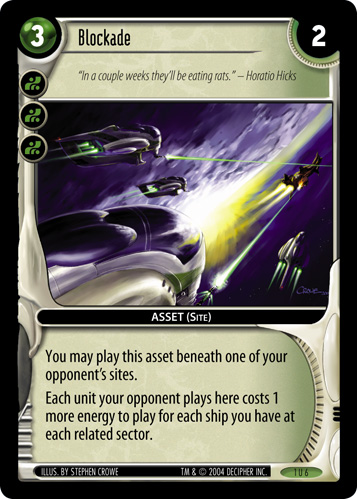 3 Blockade 2
"In a couple weeks they'll be eating rats." – Horatio Hicks
CROWE
ASSET (SITE)
You may play this asset beneath one of your
opponent's sites.
Each unit your opponent plays here costs 1
more energy to play for each ship you have at
each related sector.
ILLUS. BY STEPHEN CROWE TM & © 2004 DECIPHER INC. 1 U 6